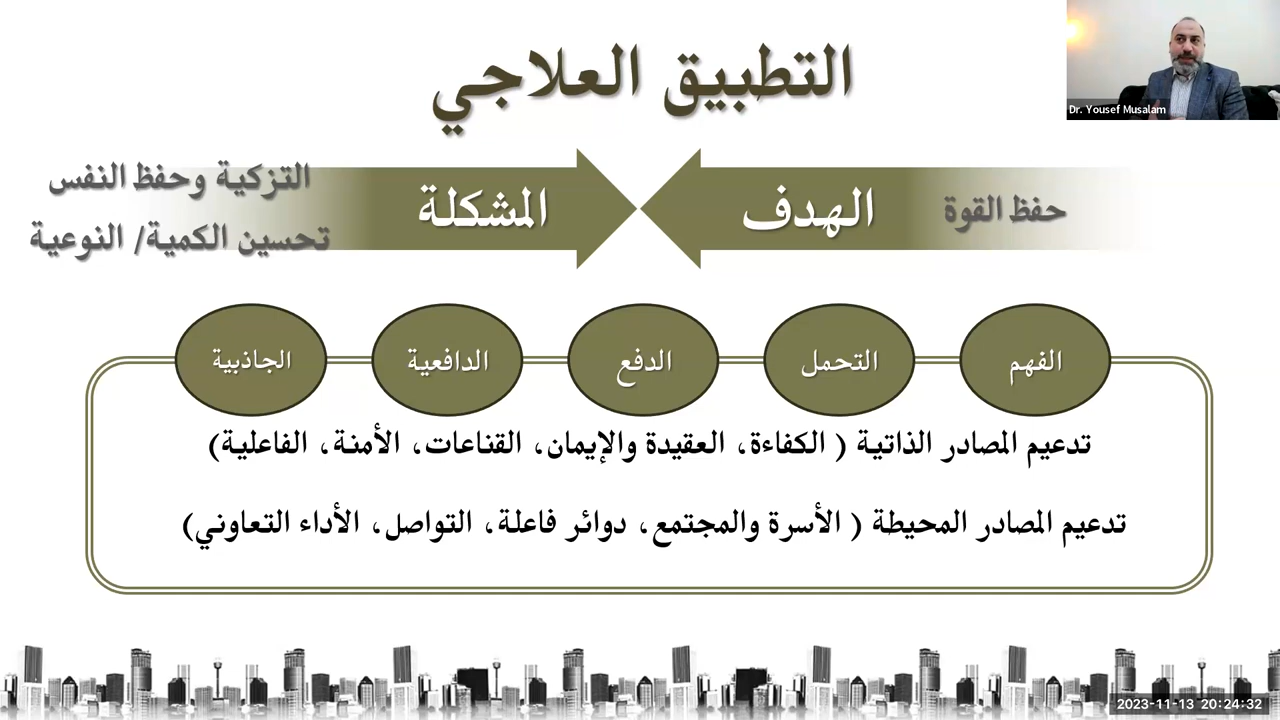 التطبيق العلاجي
Dr. Yousef Musalam
حفظ القوة
الهدف
المشكلة
التزكية وحفظ النفس
تحسين الكمية/ النوعية
الفهم
التحمل
الدفع
الدافعية
الجاذبية
تدعيم المصادر الذاتية ( الكفاءة، العقيدة والإيمان، القناعات، الأمنة، الفاعلية)
تدعيم المصادر المحيطة ( الأسرة والمجتمع، دوائر فاعلة، التواصل، الأداء التعاوني)
2023-11-13 20:24:32